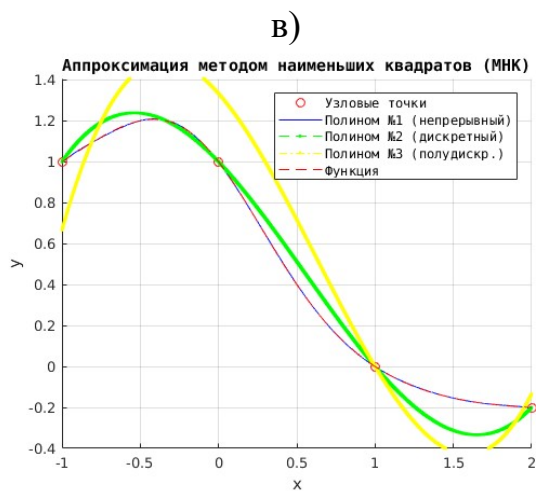 в)
Аппроксимация методом наименьших квадратов (МНК)
1.4
1.2
1
0.8
0.6
0.4
0.2
0
-0.2
-0.4
y
Узловые точки
Полином №1 (непрерывный)
Полином №2 (дискретный)
Полином №3 (полудискр.)
Функция
-1
-0.5
0
0.5
1
1.5
2
x